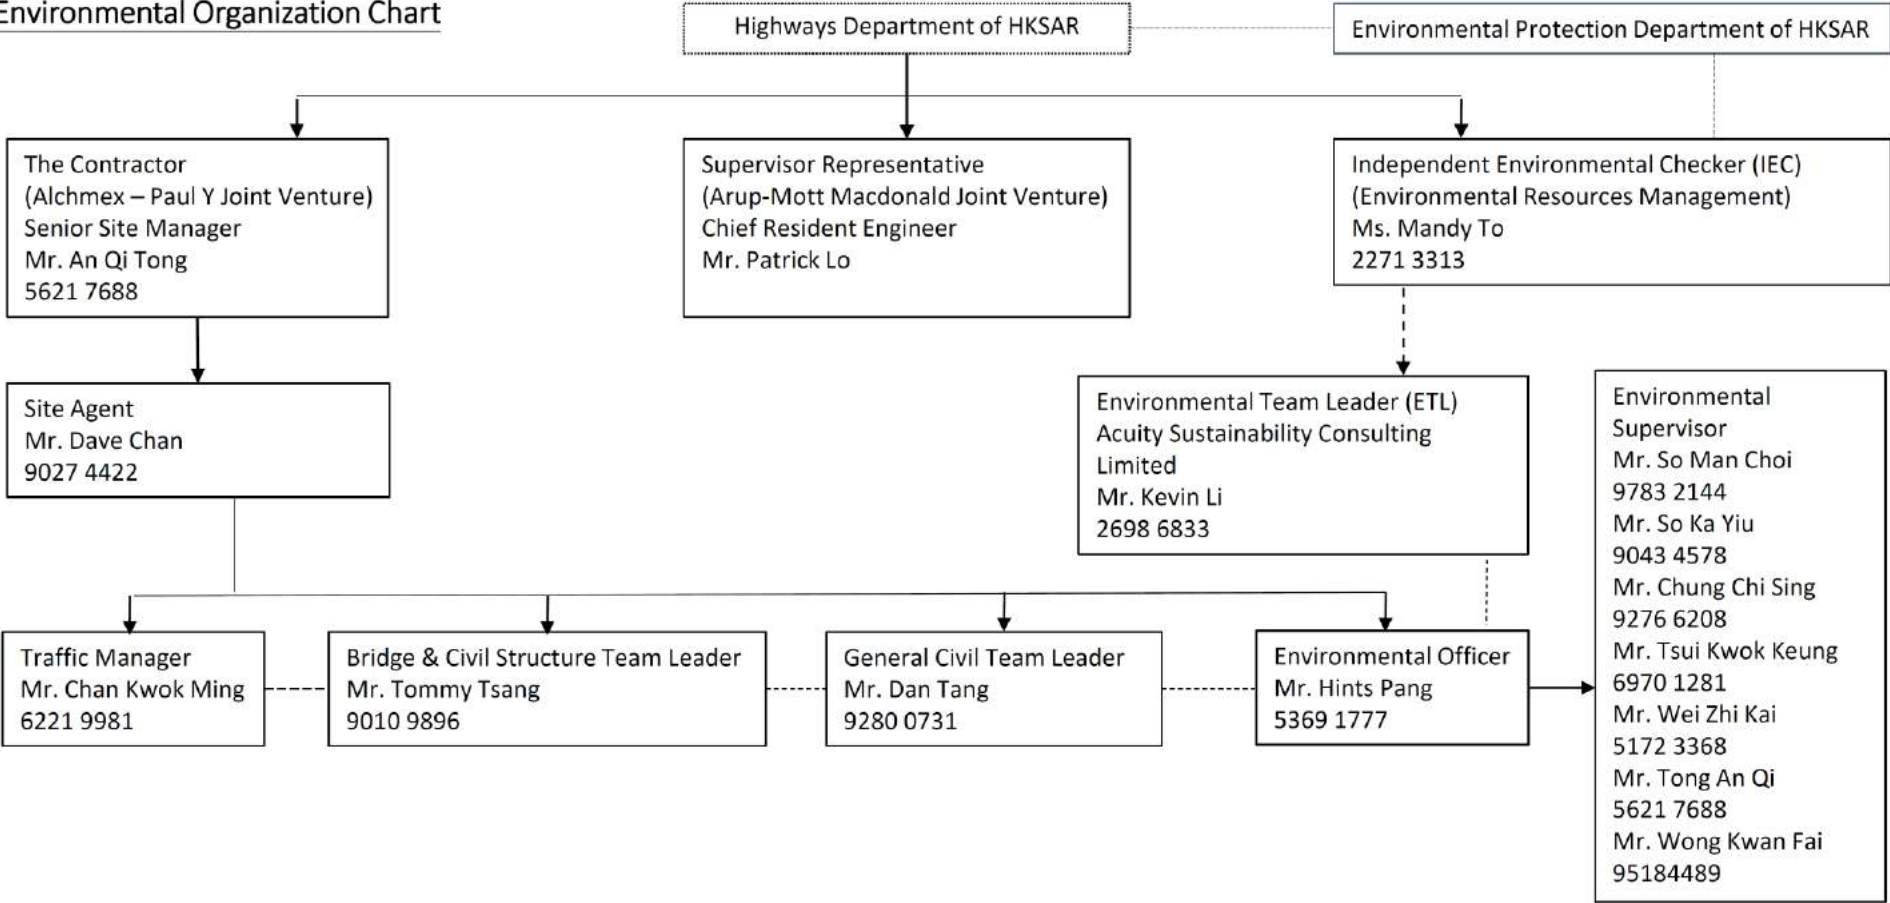 Environmental Organization Chart
Highways Department of HKSAR
Environmental Protection Department of HKSAR
The Contractor
(Alchmex – Paul Y Joint Venture)
Senior Site Manager
Mr. An Qi Tong
5621 7688
Supervisor Representative
(Arup-Mott Macdonald Joint Venture)
Chief Resident Engineer
Mr. Patrick Lo
Independent Environmental Checker (IEC)
(Environmental Resources Management)
Ms. Mandy To
2271 3313
Site Agent
Mr. Dave Chan
9027 4422
Environmental Team Leader (ETL)
Acuity Sustainability Consulting
Limited
Mr. Kevin Li
2698 6833
Traffic Manager
Mr. Chan Kwok Ming
6221 9981
Bridge & Civil Structure Team Leader
Mr. Tommy Tsang
9010 9896
General Civil Team Leader
Mr. Dan Tang
9280 0731
Environmental Officer
Mr. Hints Pang
5369 1777
Environmental
Supervisor
Mr. So Man Choi
9783 2144
Mr. So Ka Yiu
9043 4578
Mr. Chung Chi Sing
9276 6208
Mr. Tsui Kwok Keung
6970 1281
Mr. Wei Zhi Kai
5172 3368
Mr. Tong An Qi
5621 7688
Mr. Wong Kwan Fai
95184489